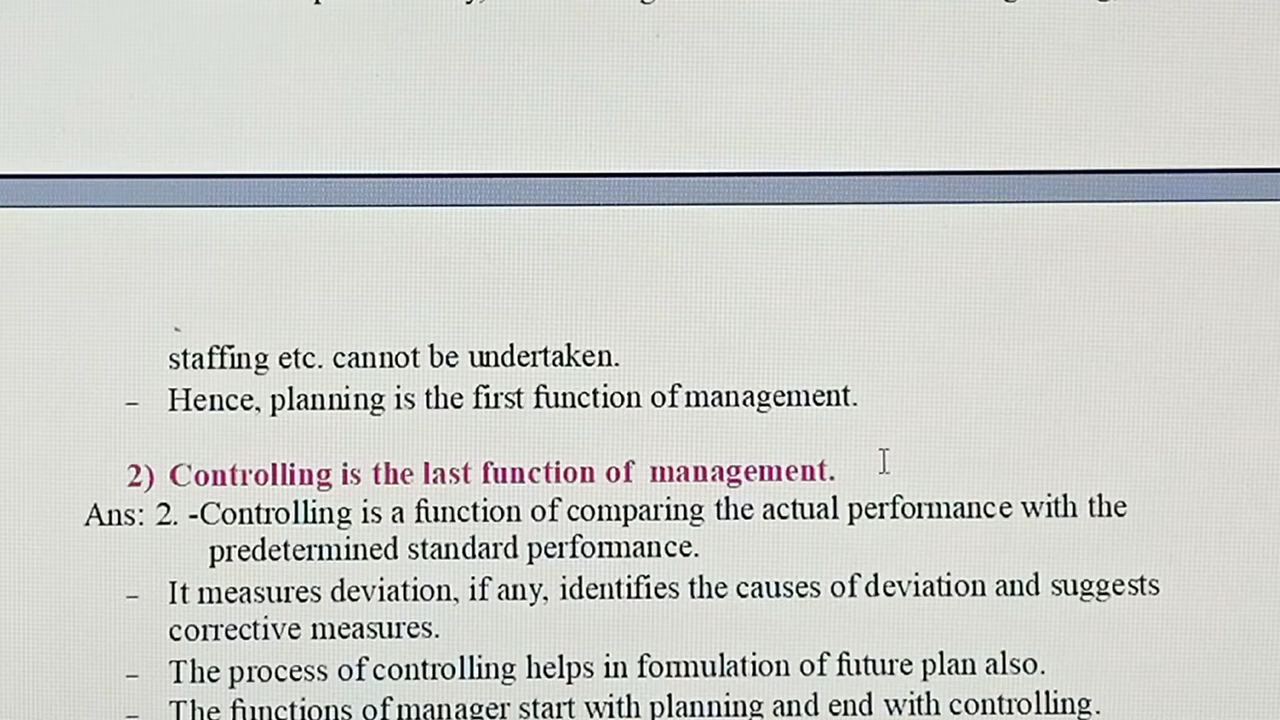 staffing etc. cannot be undertaken.
– Hence, planning is the first function of management.
2) Controlling is the last function of management.
Ans: 2. -Controlling is a function of comparing the actual performance with the
predetermined standard performance.
– It measures deviation, if any, identifies the causes of deviation and suggests
corrective measures.
– The process of controlling helps in formulation of future plan also.
– The functions of manager start with planning and end with controlling.